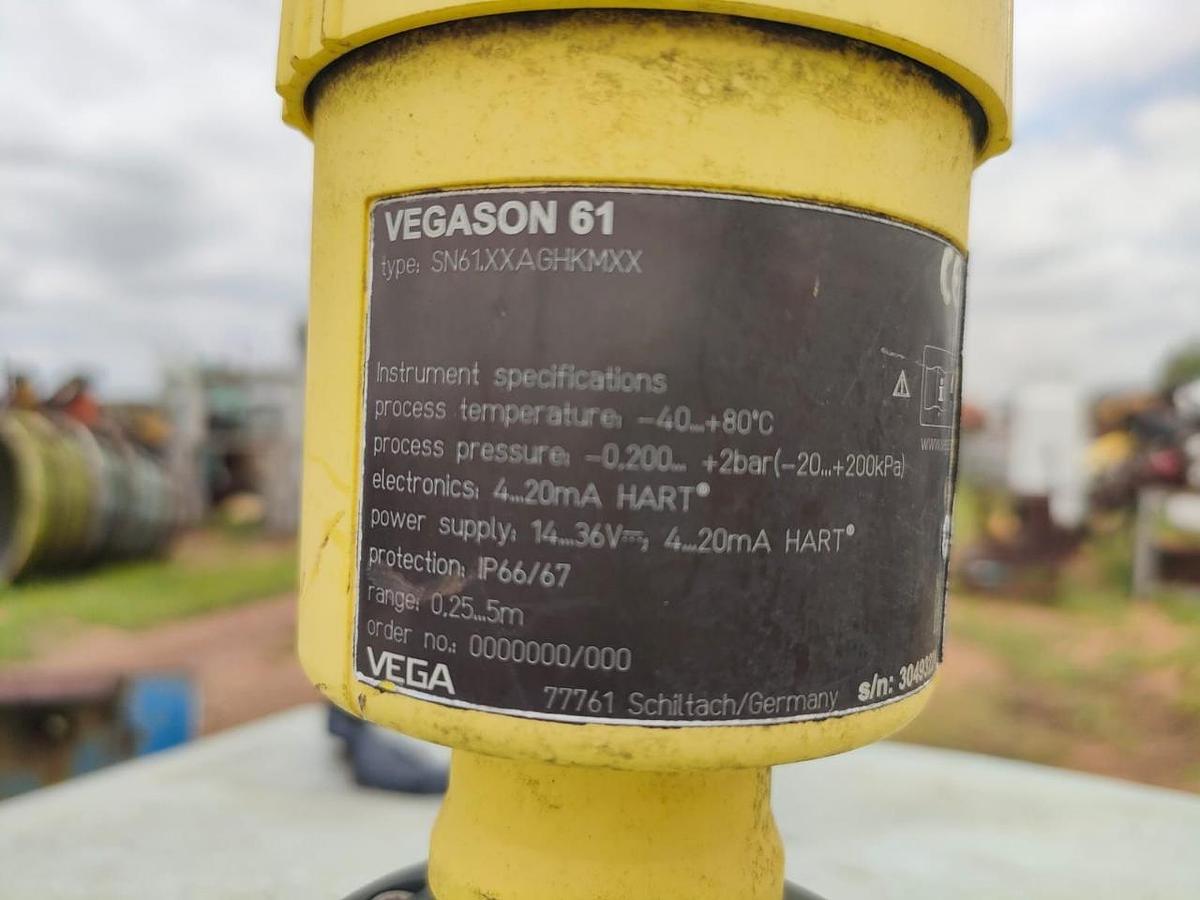 VEGASON 61
type: SN61.XXAGHKMXX
Instrument specifications
process temperature: -40...+80°C
process pressure: -0.200... +2bar(-20...+200kPa)
electronics: 4...20mA HART®
power supply: 14...36V⎓, 4...20mA HART®
protection: IP66/67
range: 0.25...5m
order no.: 0000000/000
VEGA
77761 Schiltach/Germany
s/n: